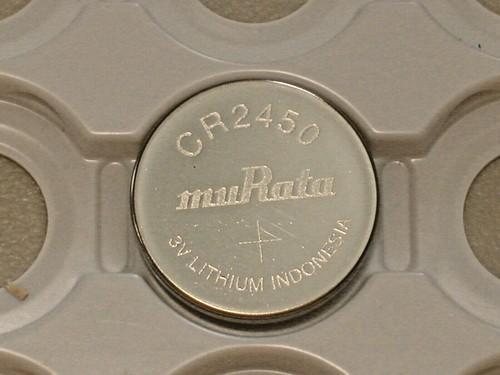 CR2450
muRata
+
3V LITHIUM INDONESIA